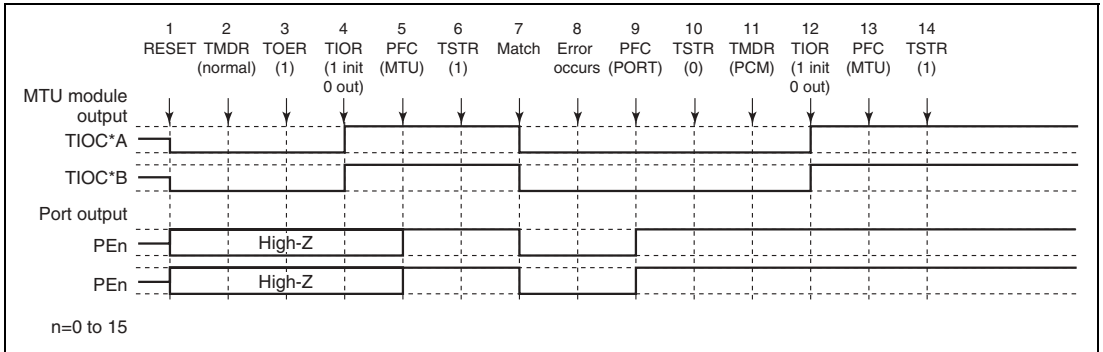 1 2 3 4 5 6 7 8 9 10 11 12 13 14
RESET TMDR TOER TIOR PFC TSTR Match Error PFC TSTR TMDR TIOR PFC TSTR
(normal) (1) (1 init (MTU) (1) occurs (PORT) (0) (PCM) (1 init (MTU) (1)
0 out) 0 out)
MTU module
output
TIOC*A
TIOC*B
Port output
PEn High-Z
PEn High-Z
n=0 to 15